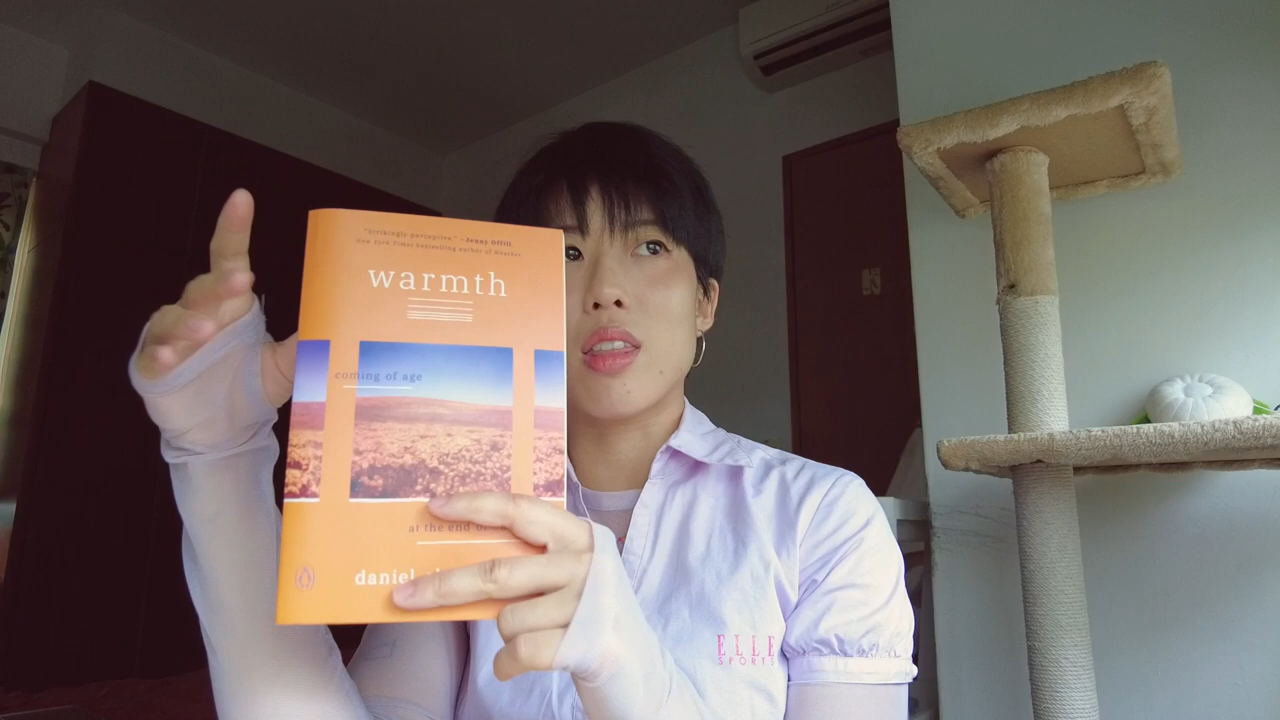 "Strikingly perceptive." —Jenny Offill,
New York Times bestselling author of Weather
warmth
coming of age
at the end of
daniel
ELLE
SPORTS